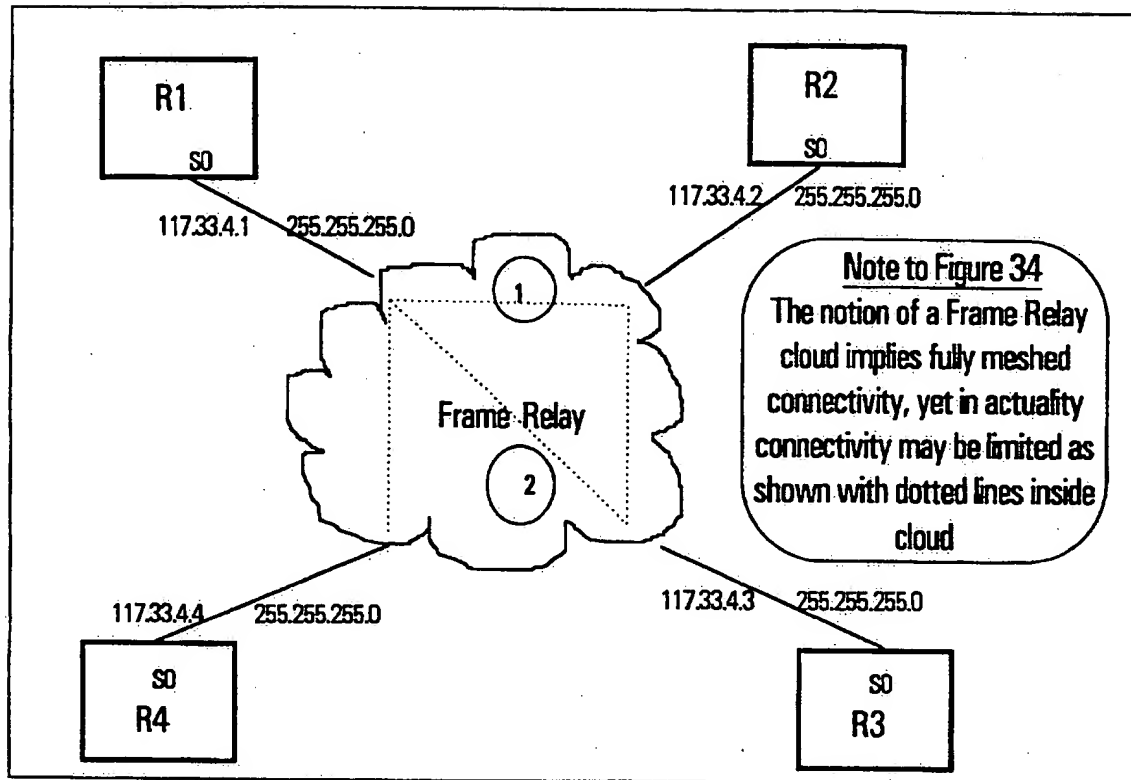 R1
S0
R2
S0
117.33.4.1 255.255.255.0
117.33.4.2 255.255.255.0
1
Frame Relay
2
Note to Figure 34
The notion of a Frame Relay
cloud implies fully meshed
connectivity, yet in actuality
connectivity may be limited as
shown with dotted lines inside
cloud
117.33.4.4 255.255.255.0
117.33.4.3 255.255.255.0
S0
R4
S0
R3